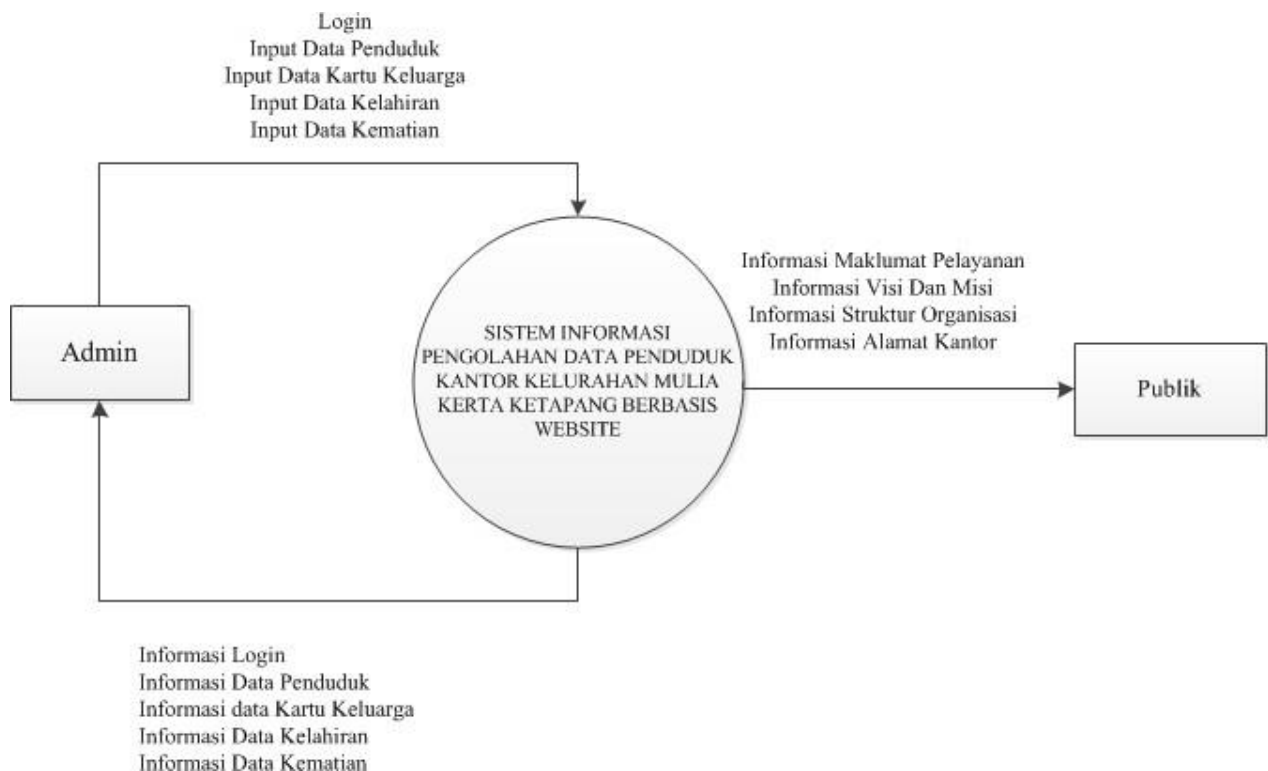 Login
Input Data Penduduk
Input Data Kartu Keluarga
Input Data Kelahiran
Input Data Kematian
Admin
SISTEM INFORMASI
PENGOLAHAN DATA PENDUDUK
KANTOR KELURAHAN MULIA
KERTA KETAPANG BERBASIS
WEBSITE
Informasi Maklumat Pelayanan
Informasi Visi Dan Misi
Informasi Struktur Organisasi
Informasi Alamat Kantor
Publik
Informasi Login
Informasi Data Penduduk
Informasi data Kartu Keluarga
Informasi Data Kelahiran
Informasi Data Kematian